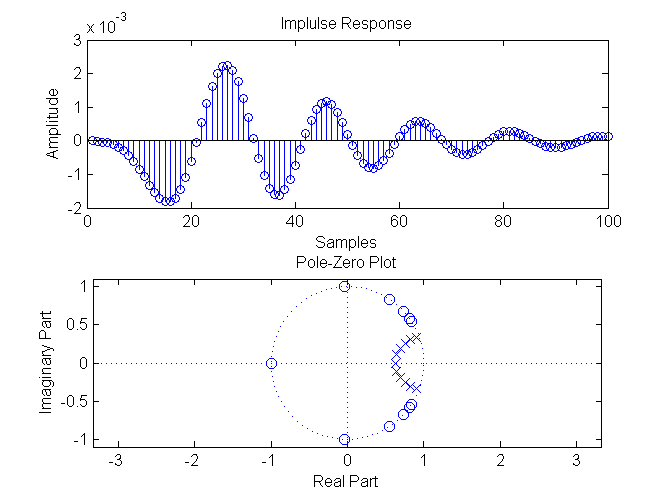 x 10^-3
Implulse Response
3
2
1
0
-1
-2
Amplitude
0 20 40 60 80 100
Samples
Pole-Zero Plot
1
0.5
0
-0.5
-1
Imaginary Part
-3 -2 -1 0 1 2 3
Real Part